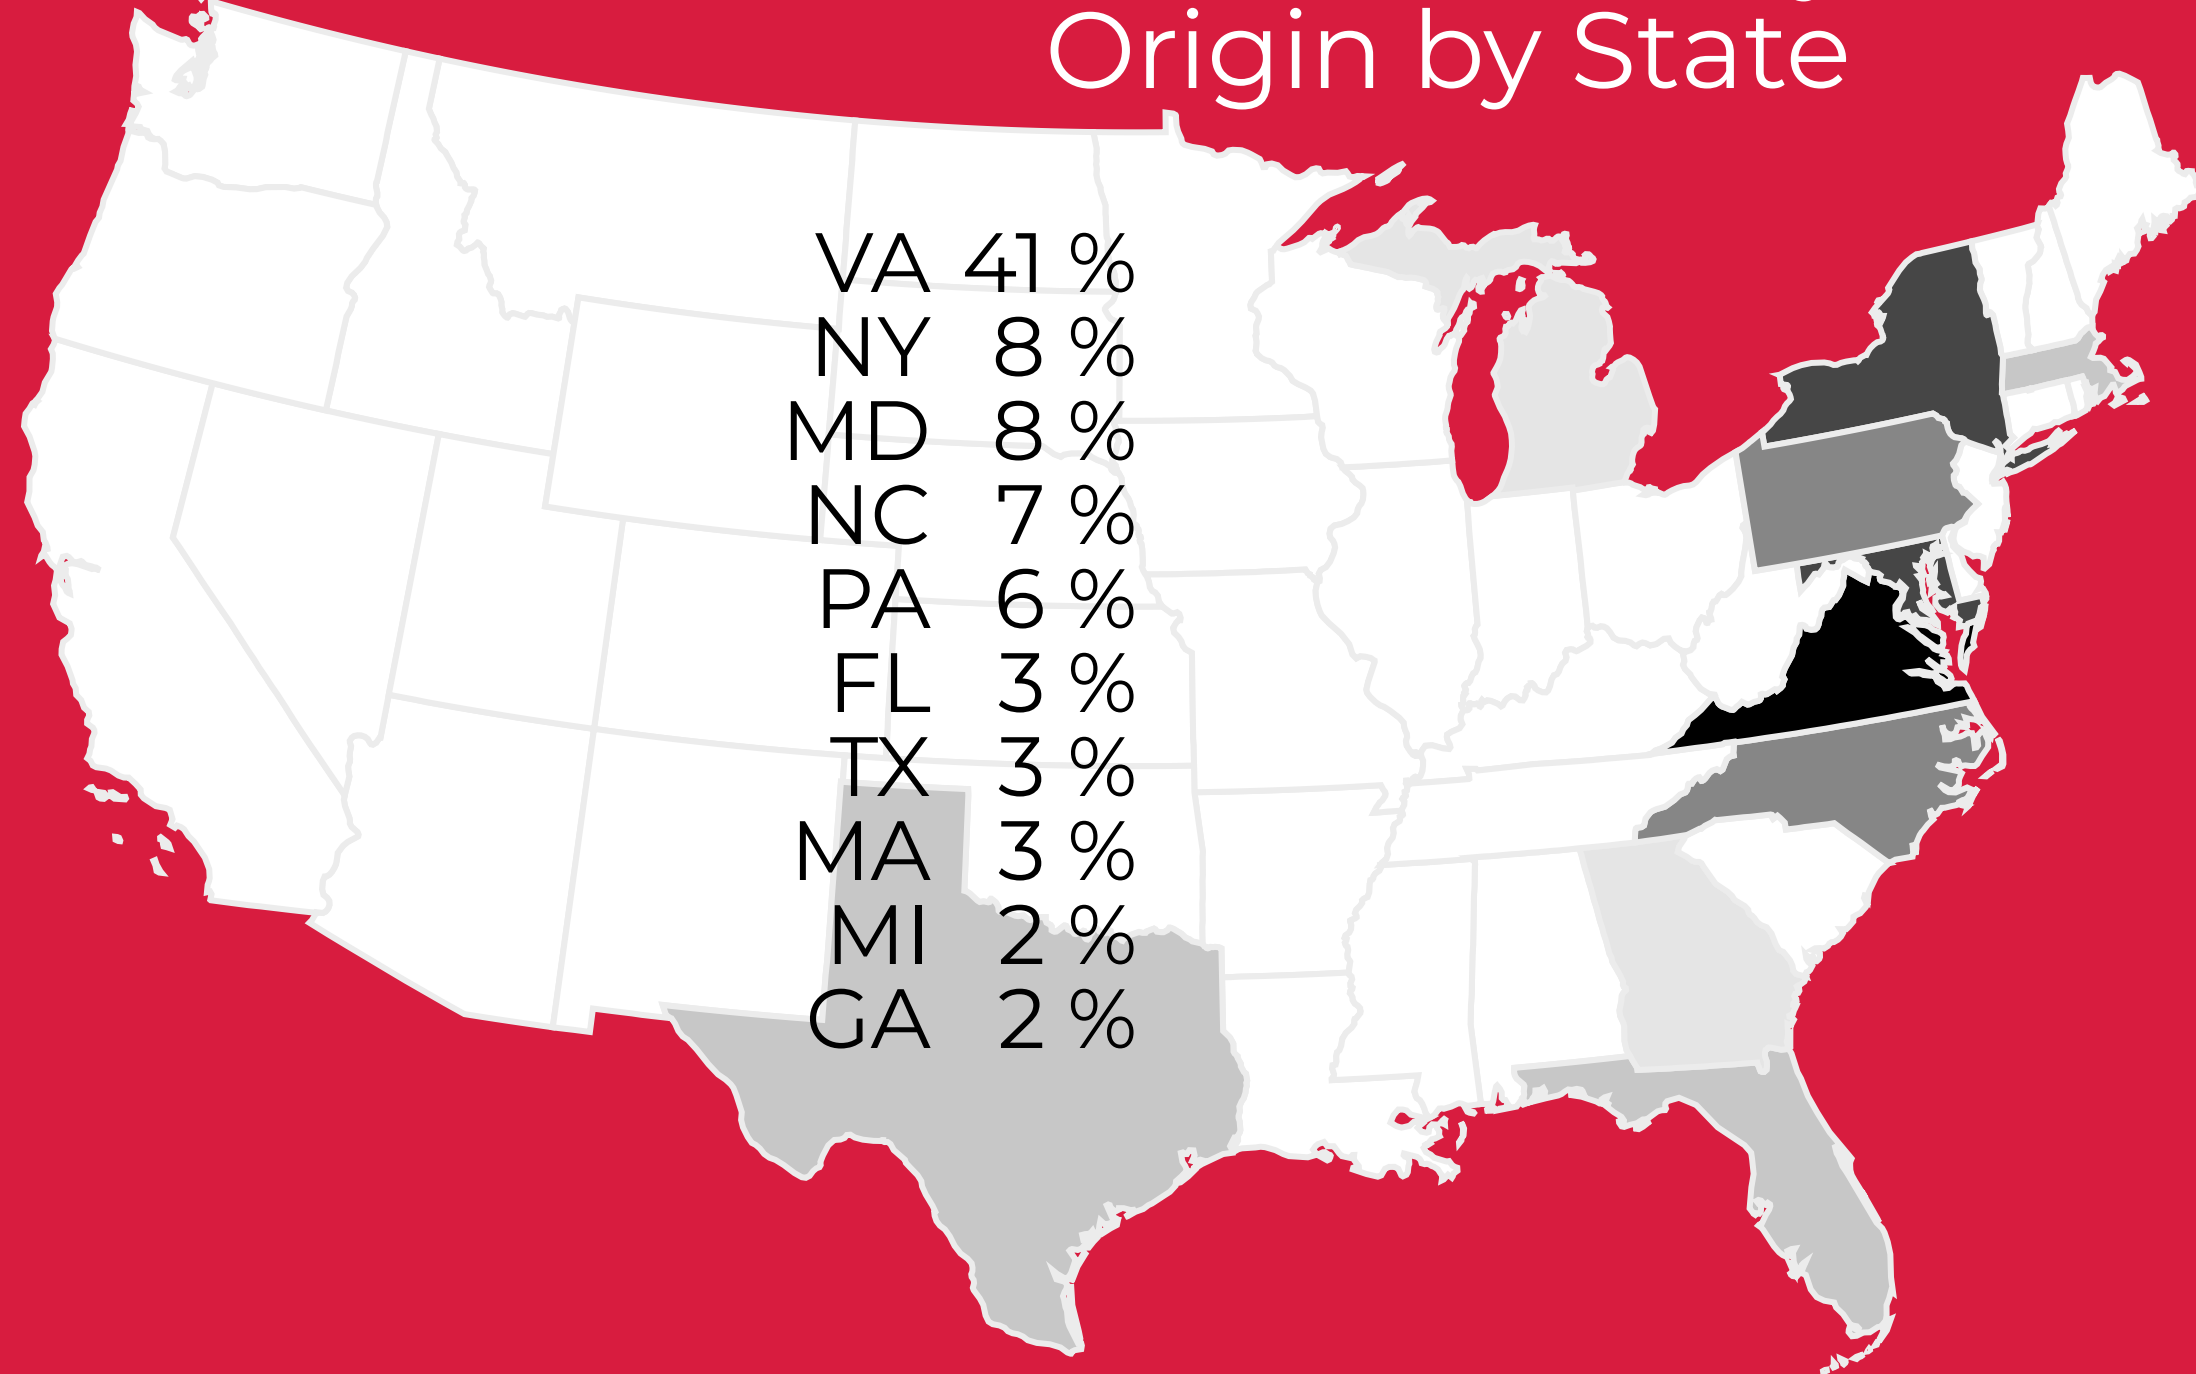 Origin by State
VA 41 %
NY 8 %
MD 8 %
NC 7 %
PA 6 %
FL 3 %
TX 3 %
MA 3 %
MI 2 %
GA 2 %